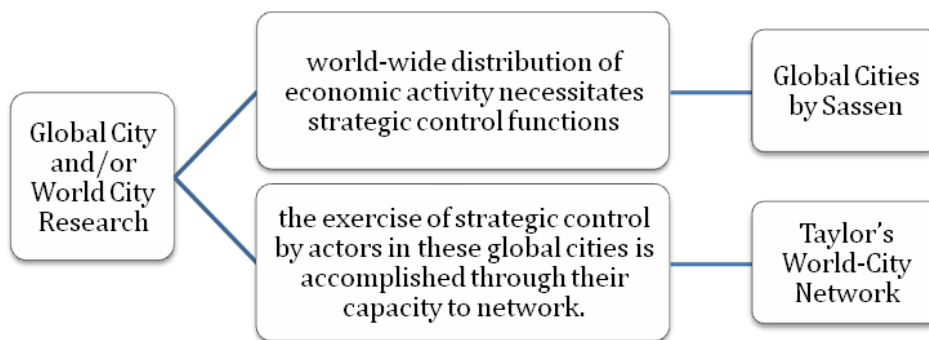 Global City
and/or
World City
Research
world-wide distribution of
economic activity necessitates
strategic control functions
Global Cities
by Sassen
the exercise of strategic control
by actors in these global cities is
accomplished through their
capacity to network.
Taylor's
World-City
Network